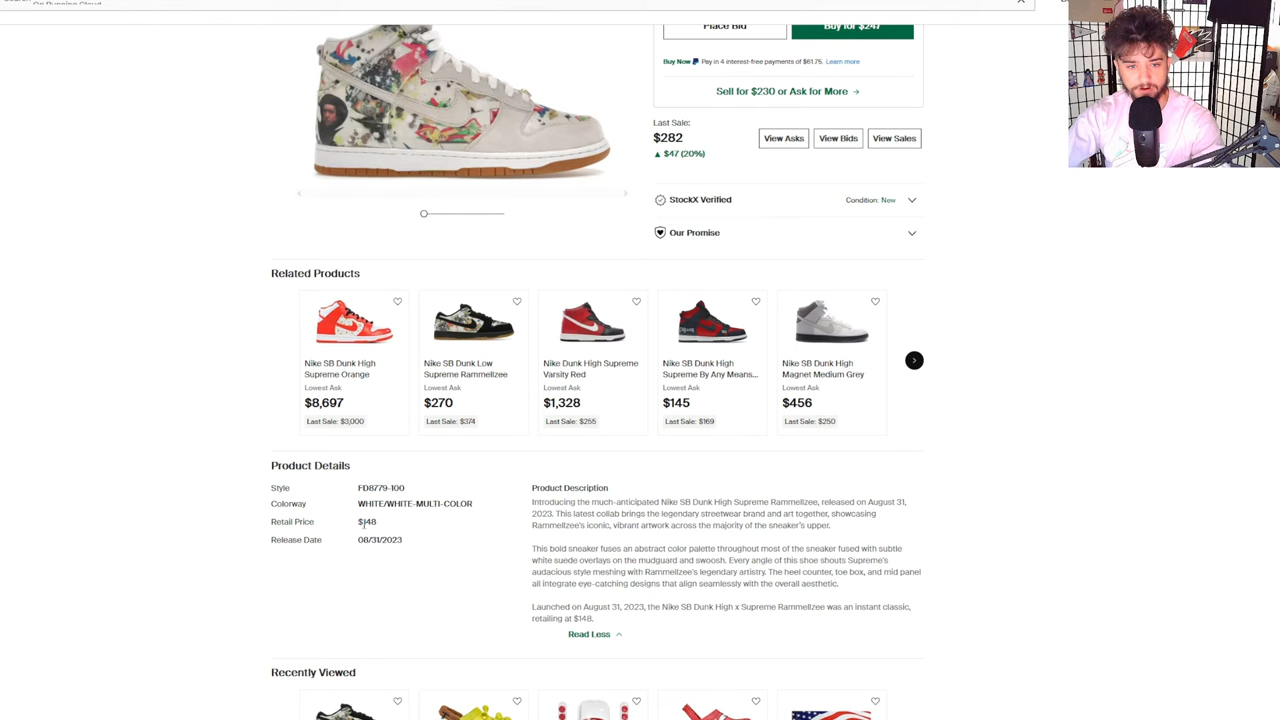 On Running Cloud
Place Bid
Buy for $247
Buy Now Pay in 4 interest-free payments of $61.75. Learn more
Sell for $230 or Ask for More →
Last Sale:
$282
▲ $47 (20%)
View Asks
View Bids
View Sales
StockX Verified
Condition: New
Our Promise
Related Products
Nike SB Dunk High
Supreme Orange
Lowest Ask
$8,697
Last Sale: $3,000
Nike SB Dunk Low
Supreme Rammellzee
Lowest Ask
$270
Last Sale: $374
Nike Dunk High Supreme
Varsity Red
Lowest Ask
$1,328
Last Sale: $255
Nike SB Dunk High
Supreme By Any Means...
Lowest Ask
$145
Last Sale: $169
Nike SB Dunk High
Magnet Medium Grey
Lowest Ask
$456
Last Sale: $250
Product Details
Style FD8779-100
Colorway WHITE/WHITE-MULTI-COLOR
Retail Price $148
Release Date 08/31/2023
Product Description
Introducing the much-anticipated Nike SB Dunk High Supreme Rammellzee, released on August 31,
2023. This latest collab brings the legendary streetwear brand and art together, showcasing
Rammellzee's iconic, vibrant artwork across the majority of the sneaker's upper.
This bold sneaker fuses an abstract color palette throughout most of the sneaker fused with subtle
white suede overlays on the mudguard and swoosh. Every angle of this shoe shouts Supreme's
audacious style meshing with Rammellzee's legendary artistry. The heel counter, toe box, and mid panel
all integrate eye-catching designs that align seamlessly with the overall aesthetic.
Launched on August 31, 2023, the Nike SB Dunk High x Supreme Rammellzee was an instant classic,
retailing at $148.
Read Less
Recently Viewed